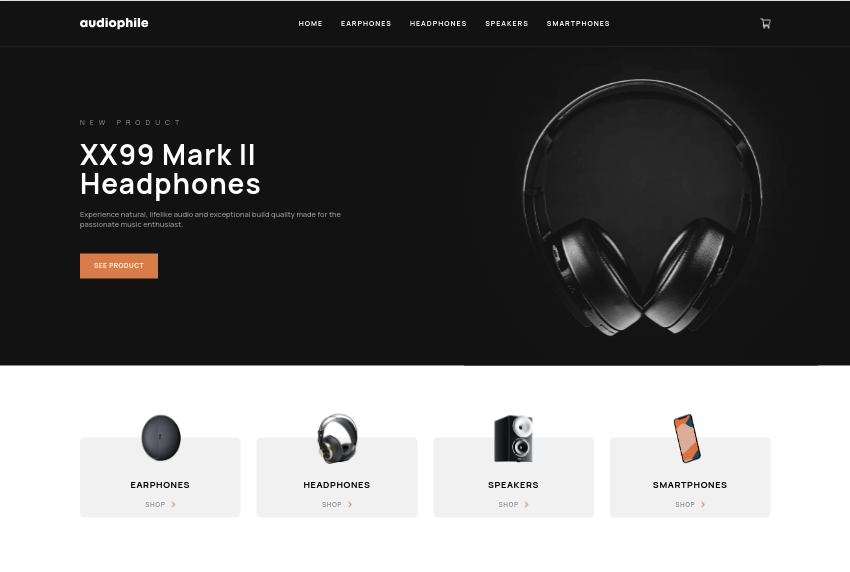 audiophile
HOME EARPHONES HEADPHONES SPEAKERS SMARTPHONES
NEW PRODUCT
XX99 Mark II
Headphones
Experience natural, lifelike audio and exceptional build quality made for the
passionate music enthusiast.
SEE PRODUCT
EARPHONES
SHOP
HEADPHONES
SHOP
SPEAKERS
SHOP
SMARTPHONES
SHOP